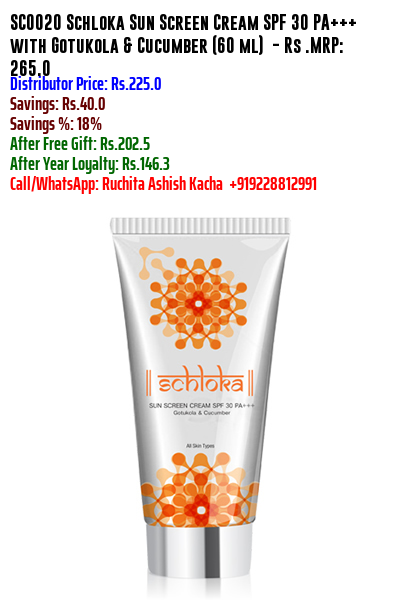 SC0020 Schloka Sun Screen Cream SPF 30 PA+++
with Gotukola & Cucumber (60 ml)  - Rs .MRP:
265.0
Distributor Price: Rs.225.0
Savings: Rs.40.0
Savings %: 18%
After Free Gift: Rs.202.5
After Year Loyalty: Rs.146.3
Call/WhatsApp: Ruchita Ashish Kacha  +919228812991
schloka
SUN SCREEN CREAM SPF 30 PA+++
Gotukola & Cucumber
All Skin Types